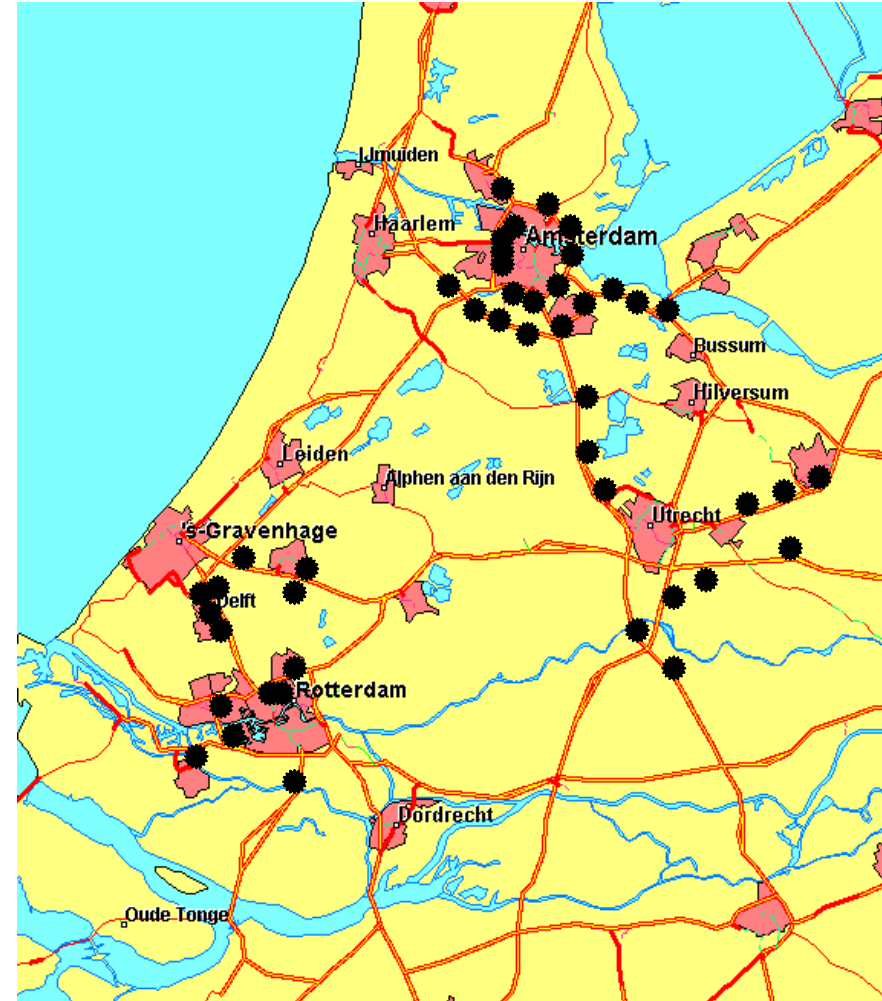 IJmuiden
Haarlem
Amsterdam
Bussum
Hilversum
Leiden
Alphen aan den Rijn
Utrecht
's-Gravenhage
Delft
Rotterdam
Dordrecht
Oude Tonge